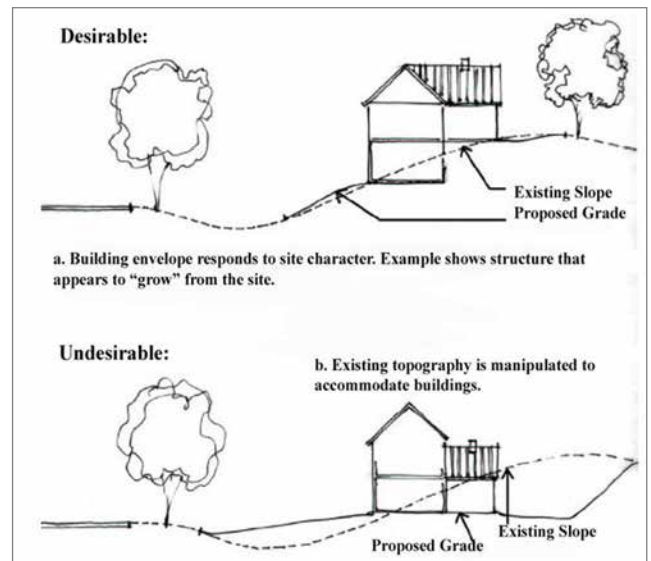 Desirable:
Existing Slope
Proposed Grade
a. Building envelope responds to site character. Example shows structure that
appears to “grow” from the site.
Undesirable:
b. Existing topography is manipulated to
accommodate buildings.
Existing Slope
Proposed Grade